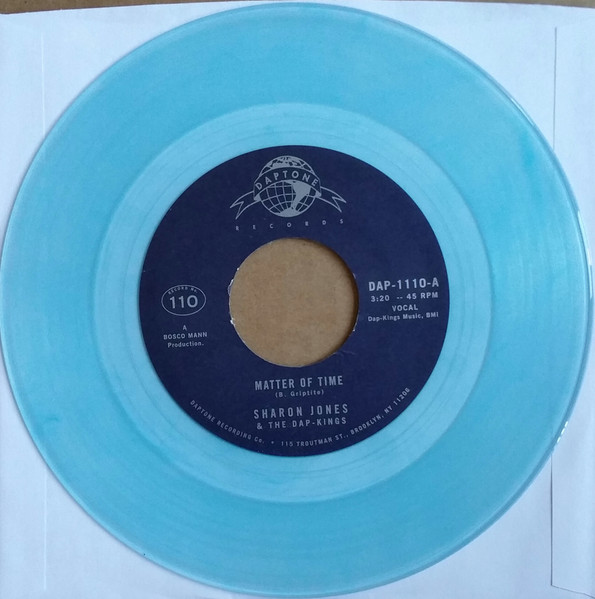 DAPTONE
RECORDS
RECORD No.
110
A
BOSCO MANN
Production.
DAP-1110-A
3:20 -- 45 RPM
VOCAL
Dap-Kings Music, BMI
MATTER OF TIME
(B. Griptite)
SHARON JONES
& THE DAP-KINGS
DAPTONE RECORDING Co. • 115 TROUTMAN ST., BROOKLYN, NY 11206